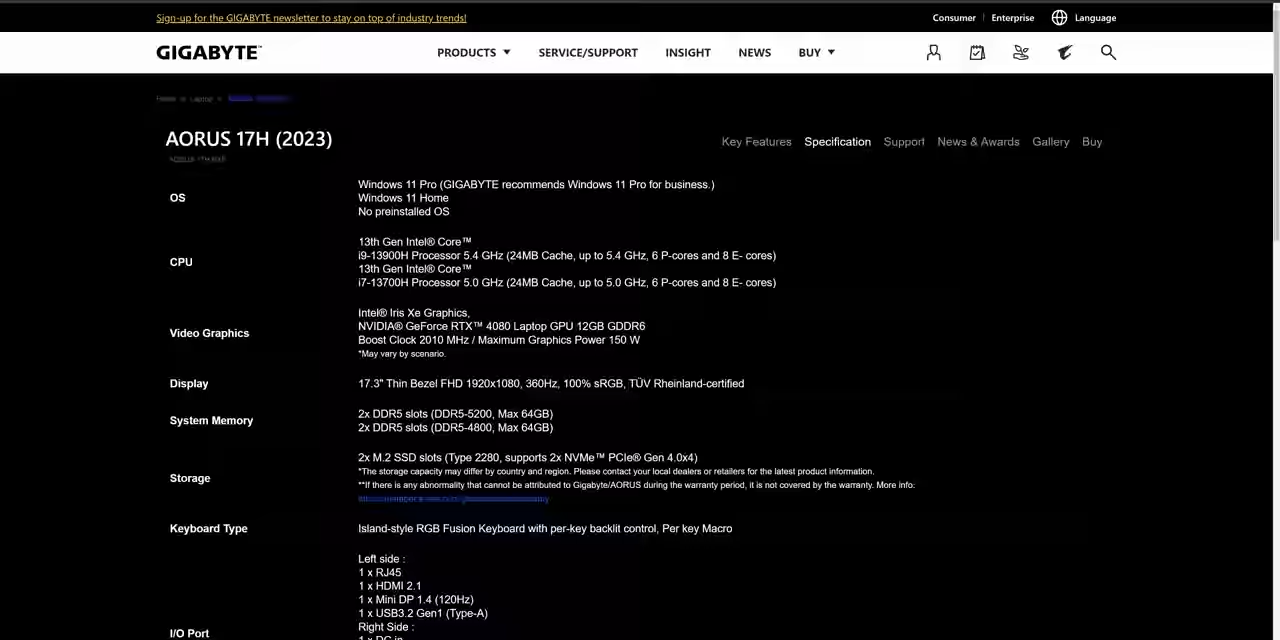 Sign-up for the GIGABYTE newsletter to stay on top of industry trends!
Consumer
Enterprise
Language
GIGABYTE™
PRODUCTS
SERVICE/SUPPORT
INSIGHT
NEWS
BUY
AORUS 17H (2023)
Key Features
Specification
Support
News & Awards
Gallery
Buy
OS
Windows 11 Pro (GIGABYTE recommends Windows 11 Pro for business.)
Windows 11 Home
No preinstalled OS
CPU
13th Gen Intel® Core™
i9-13900H Processor 5.4 GHz (24MB Cache, up to 5.4 GHz, 6 P-cores and 8 E- cores)
13th Gen Intel® Core™
i7-13700H Processor 5.0 GHz (24MB Cache, up to 5.0 GHz, 6 P-cores and 8 E- cores)
Video Graphics
Intel® Iris Xe Graphics,
NVIDIA® GeForce RTX™ 4080 Laptop GPU 12GB GDDR6
Boost Clock 2010 MHz / Maximum Graphics Power 150 W
*May vary by scenario.
Display
17.3" Thin Bezel FHD 1920x1080, 360Hz, 100% sRGB, TÜV Rheinland-certified
System Memory
2x DDR5 slots (DDR5-5200, Max 64GB)
2x DDR5 slots (DDR5-4800, Max 64GB)
Storage
2x M.2 SSD slots (Type 2280, supports 2x NVMe™ PCIe® Gen 4.0x4)
*The storage capacity may differ by country and region. Please contact your local dealers or retailers for the latest product information.
**If there is any abnormality that cannot be attributed to Gigabyte/AORUS during the warranty period, it is not covered by the warranty. More info:
Keyboard Type
Island-style RGB Fusion Keyboard with per-key backlit control, Per key Macro
I/O Port
Left side :
1 x RJ45
1 x HDMI 2.1
1 x Mini DP 1.4 (120Hz)
1 x USB3.2 Gen1 (Type-A)
Right Side :
1 x DC in